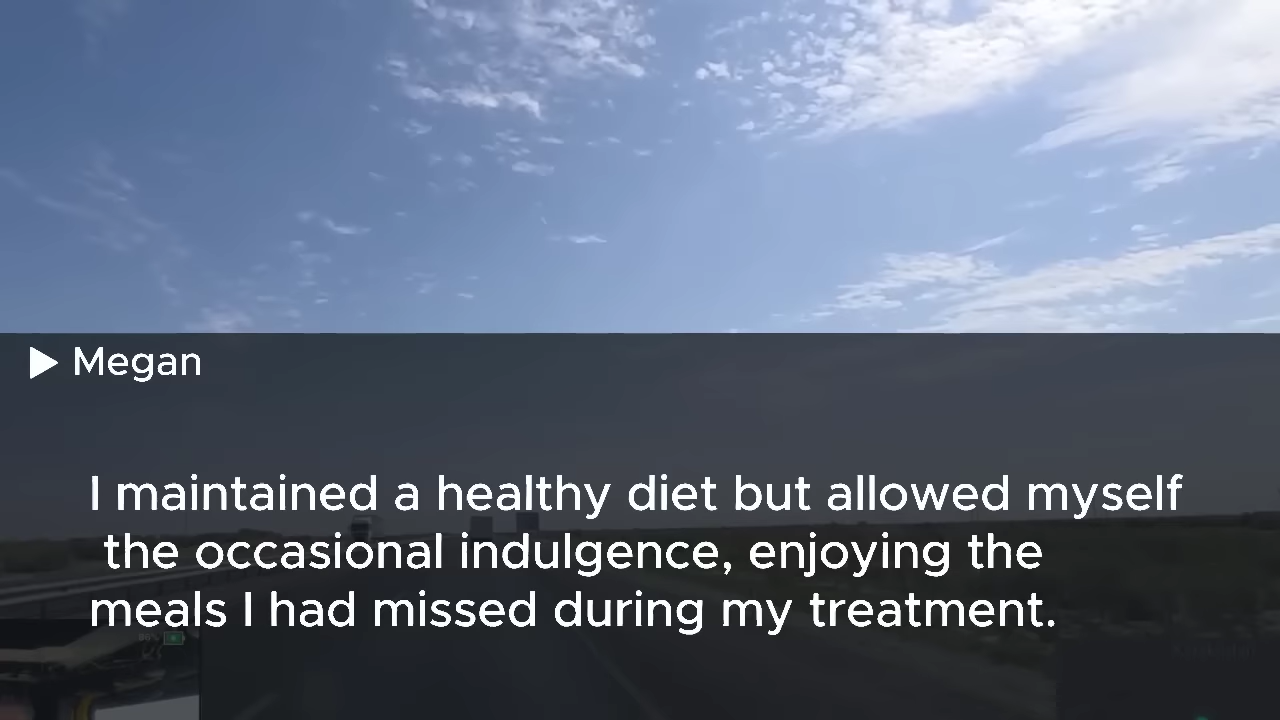 Megan
I maintained a healthy diet but allowed myself
the occasional indulgence, enjoying the
meals I had missed during my treatment.